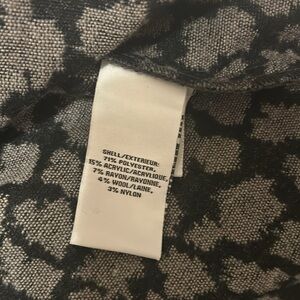 SHELL/EXTERIEUR:
71% POLYESTER,
15% ACRYLIC/ACRYLIQUE,
7% RAYON/RAYONNE,
4% WOOL/LAINE,
3% NYLON